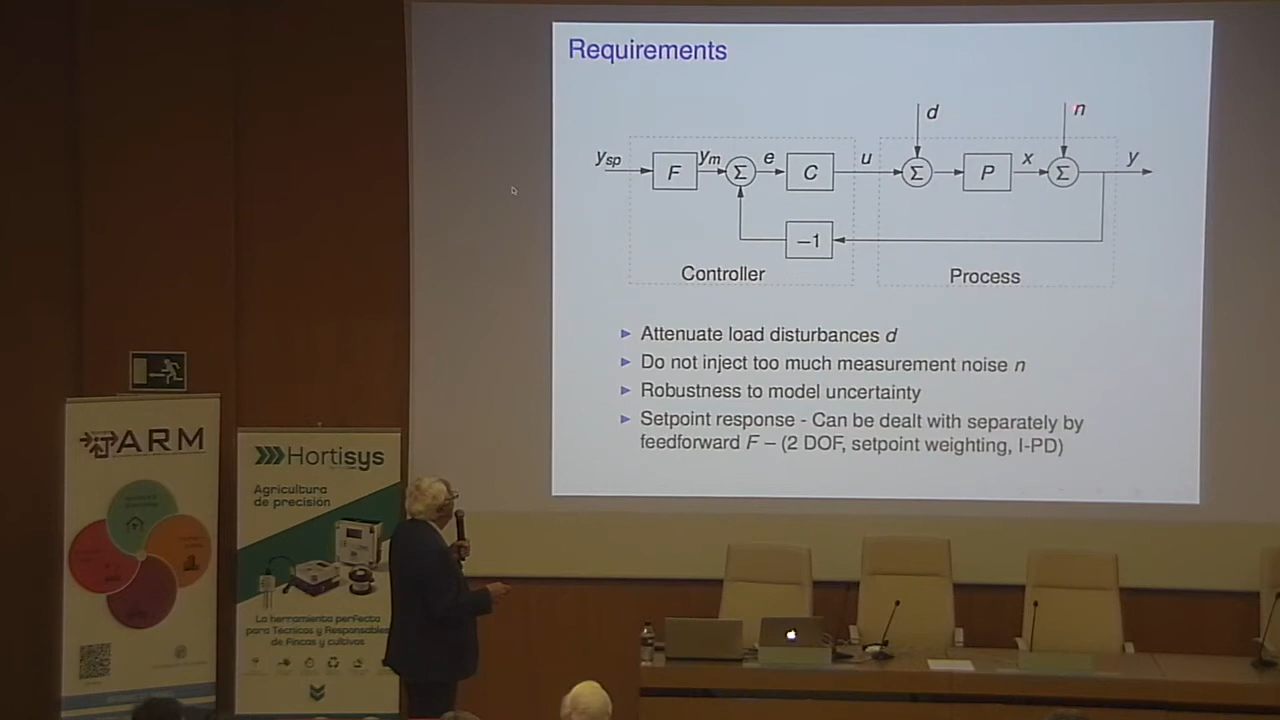 Requirements
d
n
y_sp
F
y_m
Σ
e
C
u
Σ
P
x
Σ
y
−1
Controller
Process
▶ Attenuate load disturbances d
▶ Do not inject too much measurement noise n
▶ Robustness to model uncertainty
▶ Setpoint response - Can be dealt with separately by
feedforward F – (2 DOF, setpoint weighting, I-PD)
ARM
Hortisys
Agricultura
de precisión
La herramienta perfecta
para Técnicos y Responsables
de Fincas y cultivos